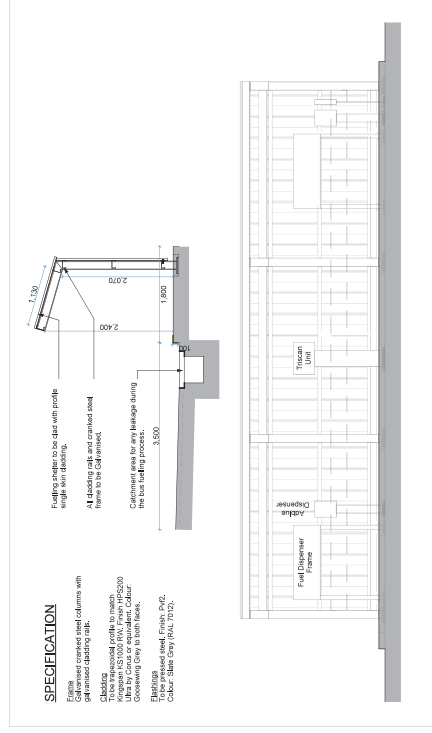 SPECIFICATION
Frame
Galvanised cranked steel columns with
galvanised cladding rails.
Cladding
To be trapezoidal profile to match
Kingspan KS1000 RW, Finish HPS200
Ultra by Corus or equivalent. Colour:
Goosewing Grey to both faces.
Flashings
To be pressed steel. Finish: Pvf2.
Colour: Slate Grey (RAL 7012).
Fuelling shelter to be clad with profile
single skin cladding.
All cladding rails and cranked steel
frame to be Galvanised.
Catchment area for any leakage during
the bus fuelling process.
1,130
2,400
2,070
1,800
100
3,500
Fuel Dispenser
Frame
Adblue
Dispenser
Triscan
Unit